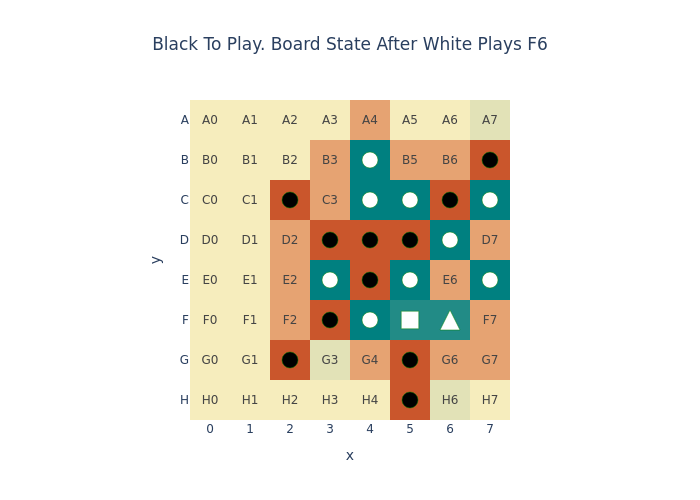 Black To Play. Board State After White Plays F6
A A0 A1 A2 A3 A4 A5 A6 A7
B B0 B1 B2 B3 B5 B6
C C0 C1 C3
D D0 D1 D2 D7
E E0 E1 E2 E6
F F0 F1 F2 F7
G G0 G1 G3 G4 G6 G7
H H0 H1 H2 H3 H4 H6 H7
0 1 2 3 4 5 6 7
x
y